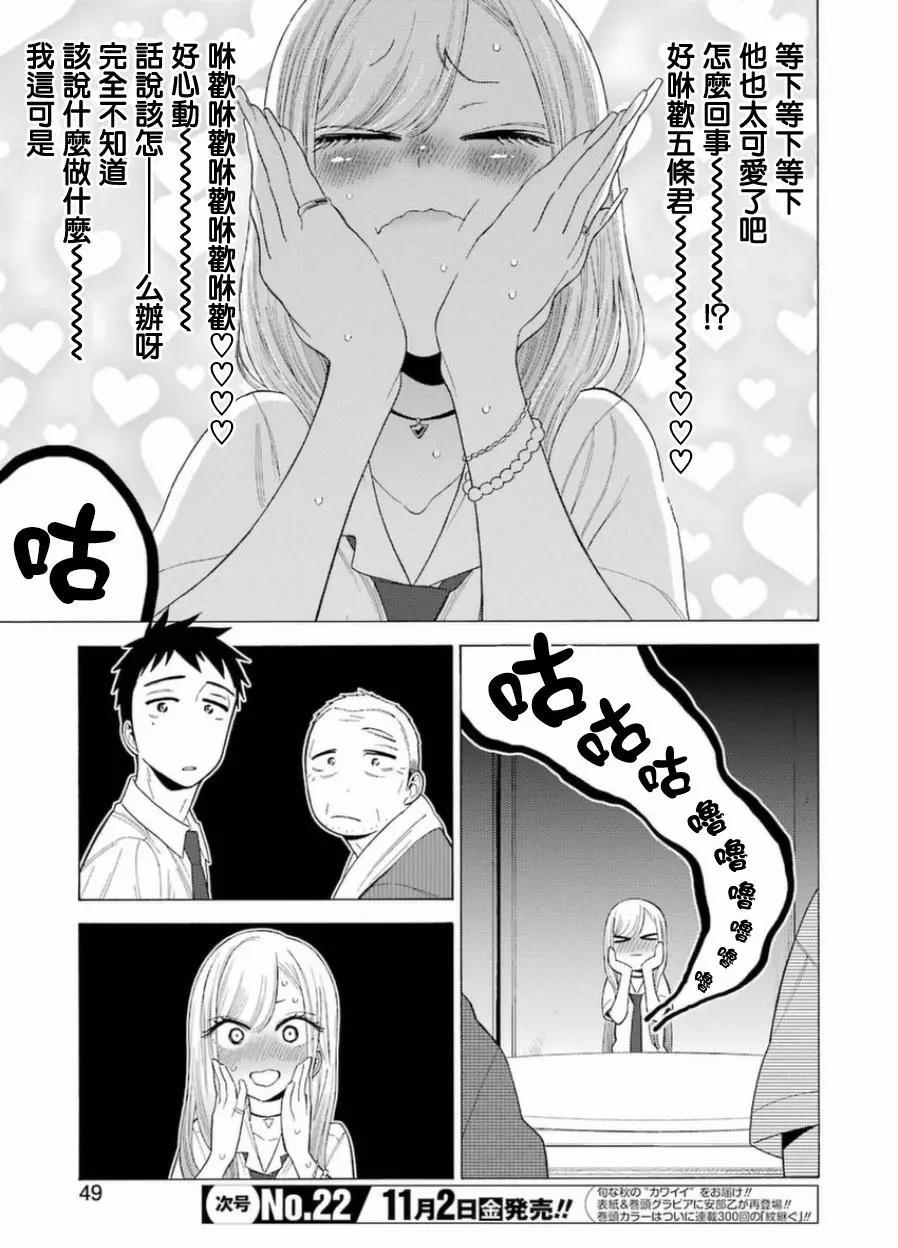 等下等下等下
他也太可愛了吧
怎麼回事~~~~~~!?
好咻歡五條君~~~~~~♡♡♡
咻歡咻歡咻歡咻歡咻歡♡♡♡♡
好心動~~~~~~~~
話說該怎——么辦呀
完全不知道
該說什麼做什麼~~~~~~
我這可是
咕
咕咕咕嚕嚕嚕嚕嚕
49
次号 No.22 / 11月2日金発売!!
旬な秋の"カワイイ"をお届け!!
表紙&巻頭グラビアに安部乙が再登場!!
巻頭カラーはついに連載300回の「紋継ぐ」!!